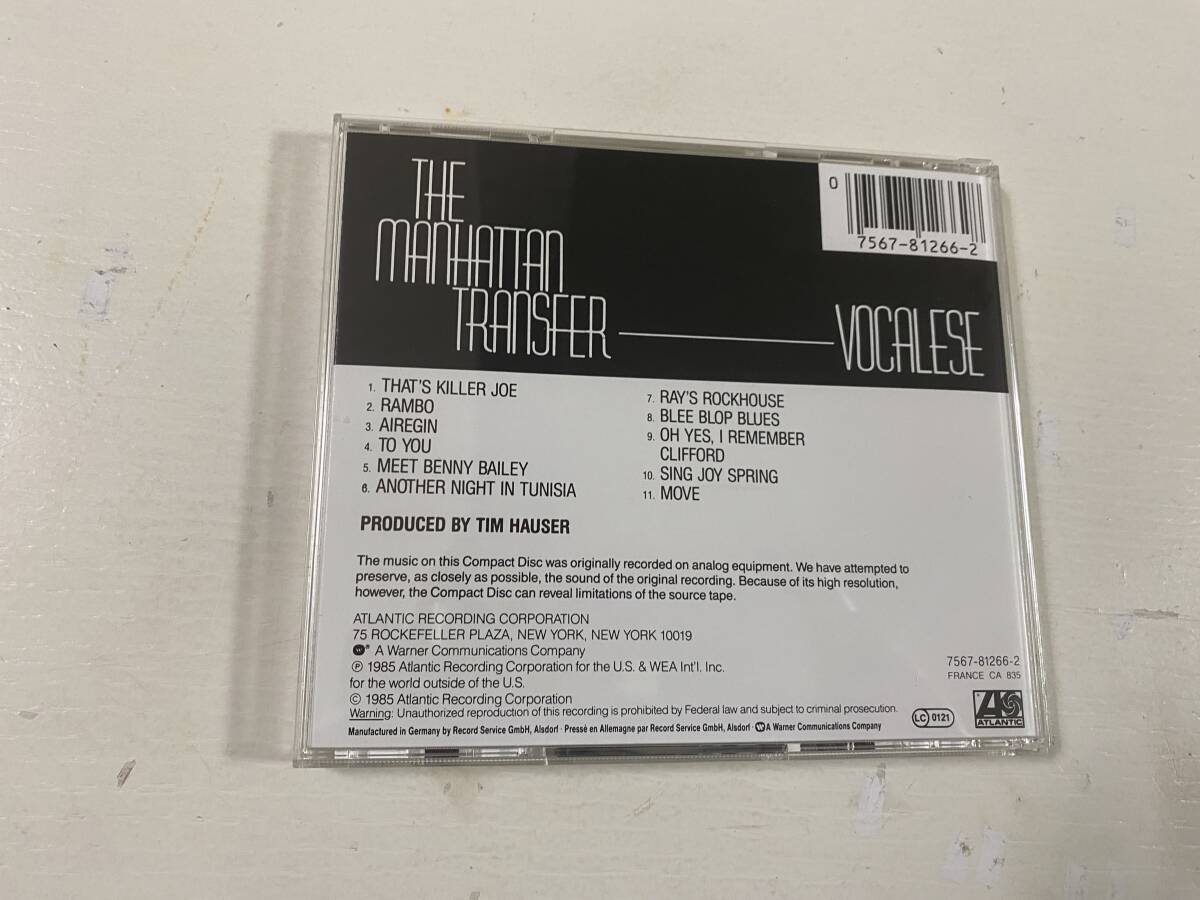 THE
MANHATTAN
TRANSFER
VOCALESE
0
7567-81266-2
1. THAT'S KILLER JOE
2. RAMBO
3. AIREGIN
4. TO YOU
5. MEET BENNY BAILEY
6. ANOTHER NIGHT IN TUNISIA
7. RAY'S ROCKHOUSE
8. BLEE BLOP BLUES
9. OH YES, I REMEMBER
CLIFFORD
10. SING JOY SPRING
11. MOVE
PRODUCED BY TIM HAUSER
The music on this Compact Disc was originally recorded on analog equipment. We have attempted to
preserve, as closely as possible, the sound of the original recording. Because of its high resolution,
however, the Compact Disc can reveal limitations of the source tape.
ATLANTIC RECORDING CORPORATION
75 ROCKEFELLER PLAZA, NEW YORK, NEW YORK 10019
A Warner Communications Company
℗ 1985 Atlantic Recording Corporation for the U.S. & WEA Int'l. Inc.
for the world outside of the U.S.
© 1985 Atlantic Recording Corporation
Warning: Unauthorized reproduction of this recording is prohibited by Federal law and subject to criminal prosecution.
Manufactured in Germany by Record Service GmbH, Alsdorf · Pressé en Allemagne par Record Service GmbH, Alsdorf · A Warner Communications Company
7567-81266-2
FRANCE CA 835
LC 0121
ATLANTIC